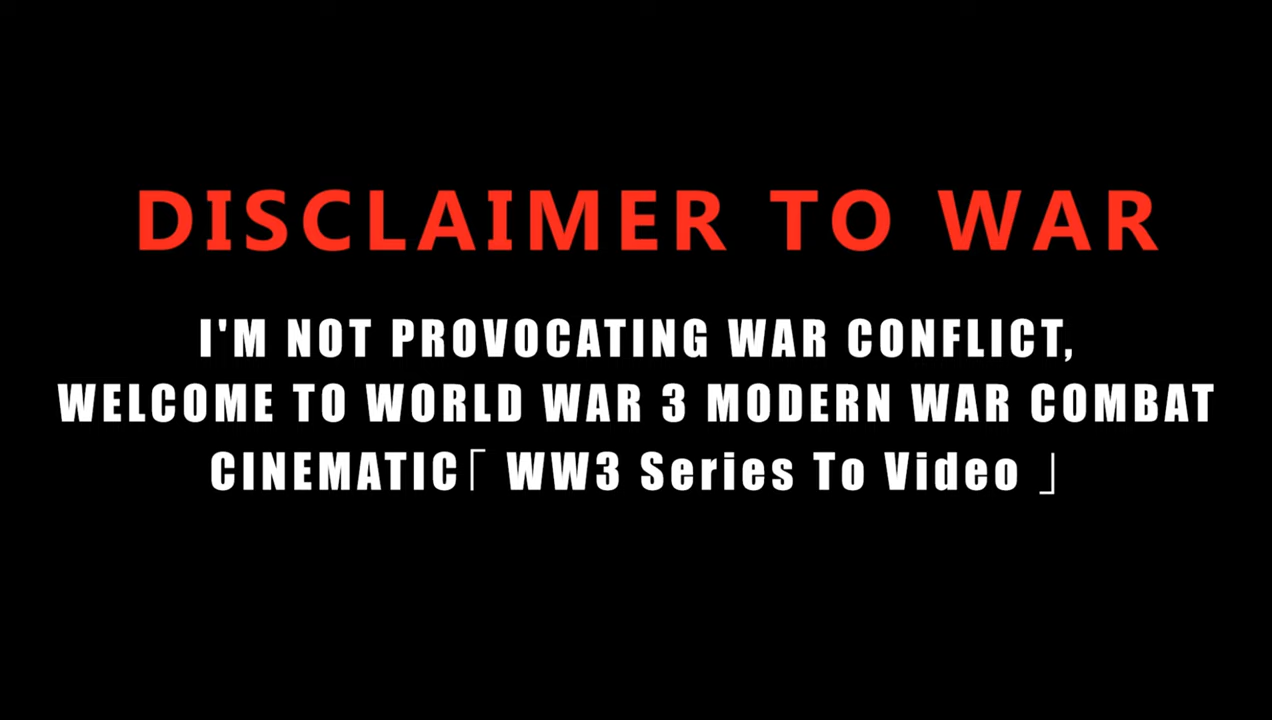 DISCLAIMER TO WAR
I'M NOT PROVOCATING WAR CONFLICT,
WELCOME TO WORLD WAR 3 MODERN WAR COMBAT
CINEMATIC「 WW3 Series To Video 」